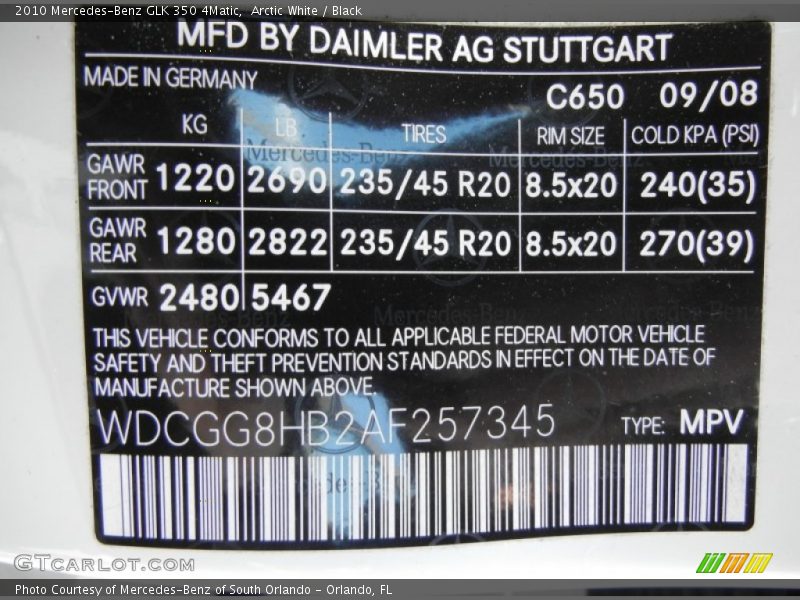 2010 Mercedes-Benz GLK 350 4Matic, Arctic White / Black
MFD BY DAIMLER AG STUTTGART
MADE IN GERMANY
C650 09/08
KG LB TIRES RIM SIZE COLD KPA (PSI)
GAWR FRONT 1220 2690 235/45 R20 8.5x20 240(35)
GAWR REAR 1280 2822 235/45 R20 8.5x20 270(39)
GVWR 2480 5467
THIS VEHICLE CONFORMS TO ALL APPLICABLE FEDERAL MOTOR VEHICLE
SAFETY AND THEFT PREVENTION STANDARDS IN EFFECT ON THE DATE OF
MANUFACTURE SHOWN ABOVE.
WDCGG8HB2AF257345 TYPE: MPV
GTCARLOT.COM
Photo Courtesy of Mercedes-Benz of South Orlando - Orlando, FL